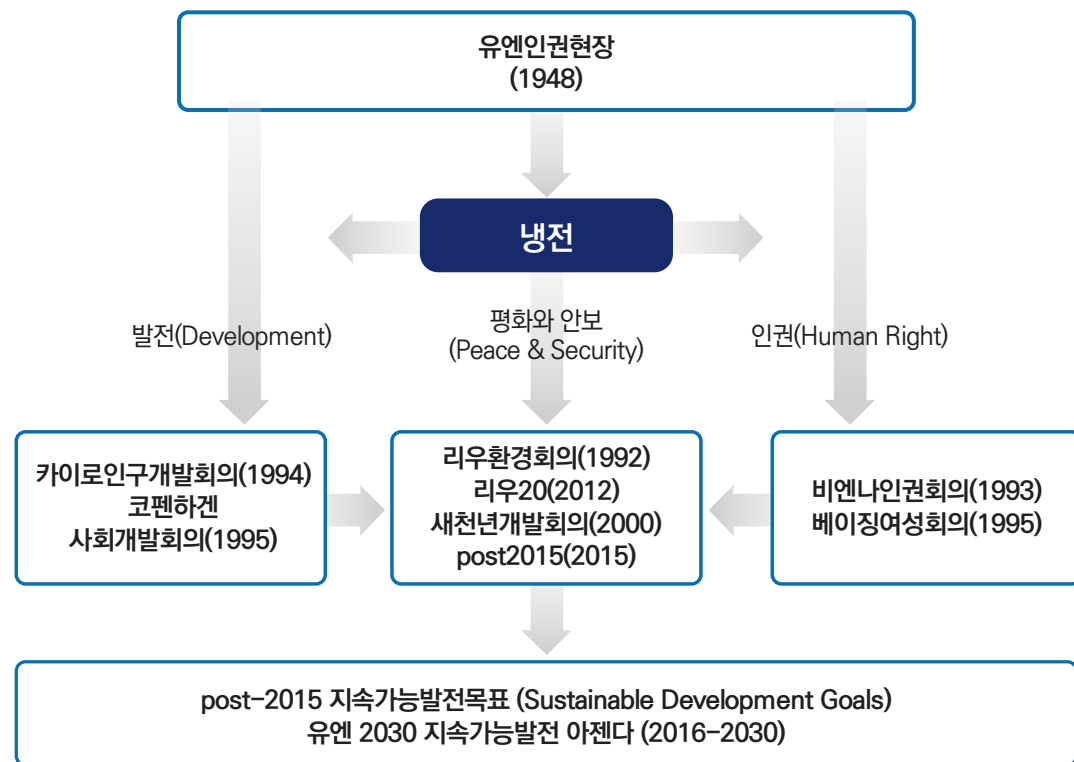 유엔인권현장
(1948)
냉전
발전(Development)
평화와 안보
(Peace & Security)
인권(Human Right)
카이로인구개발회의(1994)
코펜하겐
사회개발회의(1995)
리우환경회의(1992)
리우20(2012)
새천년개발회의(2000)
post2015(2015)
비엔나인권회의(1993)
베이징여성회의(1995)
post-2015 지속가능발전목표 (Sustainable Development Goals)
유엔 2030 지속가능발전 아젠다 (2016-2030)